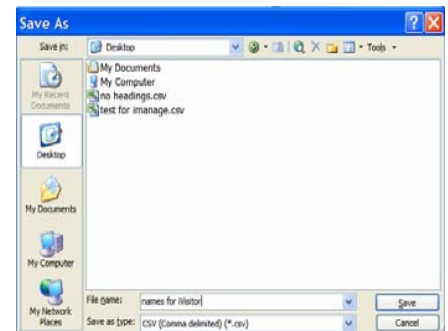 Save As
Save in: Desktop Tools
My Recent Documents
Desktop
My Documents
My Computer
My Network Places
My Documents
My Computer
no headings.csv
test for imanage.csv
File name: names for iVisitor Save
Save as type: CSV (Comma delimited) (*.csv) Cancel